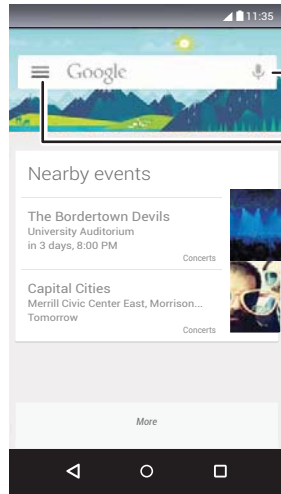 11:35
Google
Nearby events
The Bordertown Devils
University Auditorium
in 3 days, 8:00 PM
Concerts
Capital Cities
Merrill Civic Center East, Morrison...
Tomorrow
Concerts
More